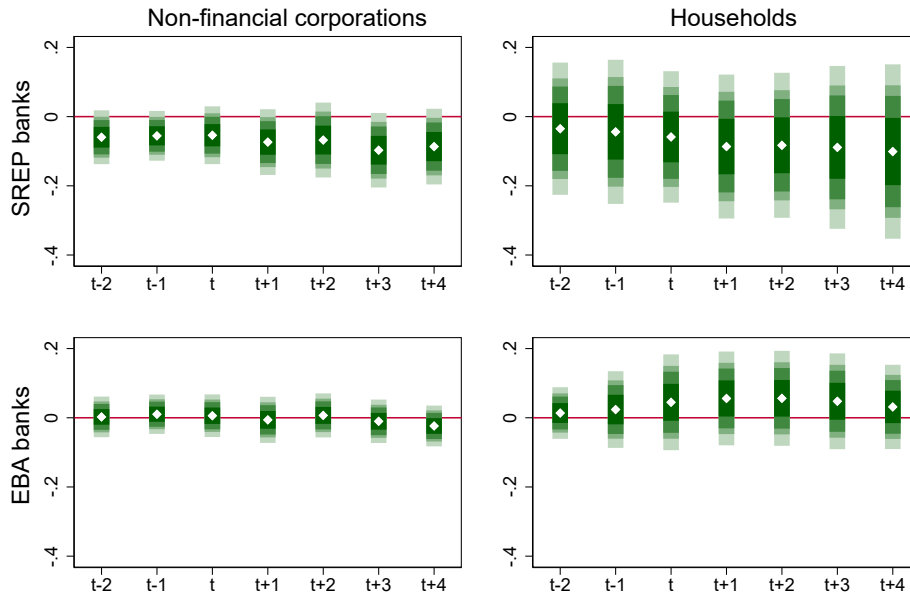 Non-financial corporations
Households
SREP banks
.2
0
-.2
-.4
t-2 t-1 t t+1 t+2 t+3 t+4
.2
0
-.2
-.4
t-2 t-1 t t+1 t+2 t+3 t+4
EBA banks
.2
0
-.2
-.4
t-2 t-1 t t+1 t+2 t+3 t+4
.2
0
-.2
-.4
t-2 t-1 t t+1 t+2 t+3 t+4